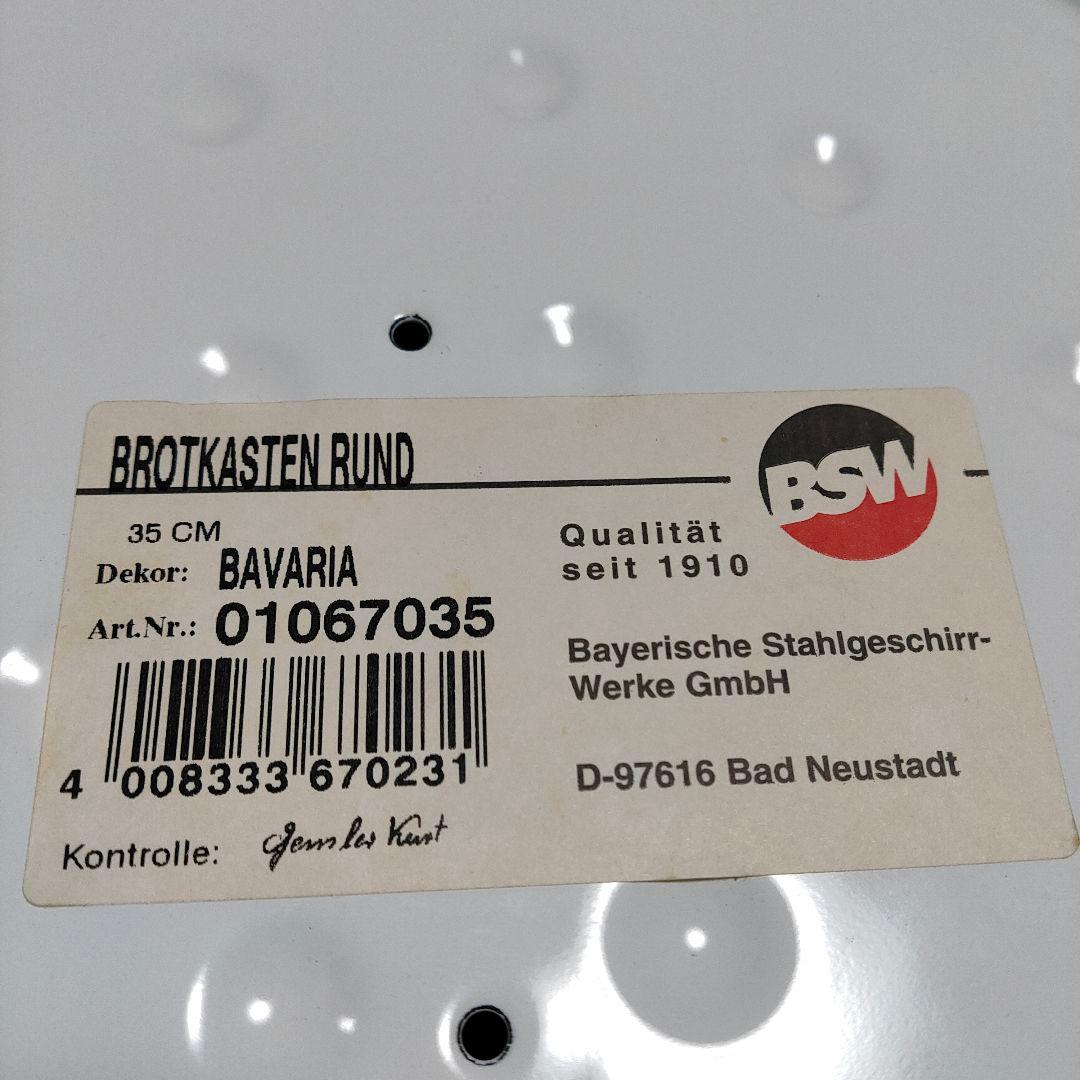 BROTKASTEN RUND
BSW
35 CM
Dekor: BAVARIA
Art.Nr.: 01067035
4 008333 670231
Kontrolle:
Qualität
seit 1910
Bayerische Stahlgeschirr-
Werke GmbH
D-97616 Bad Neustadt